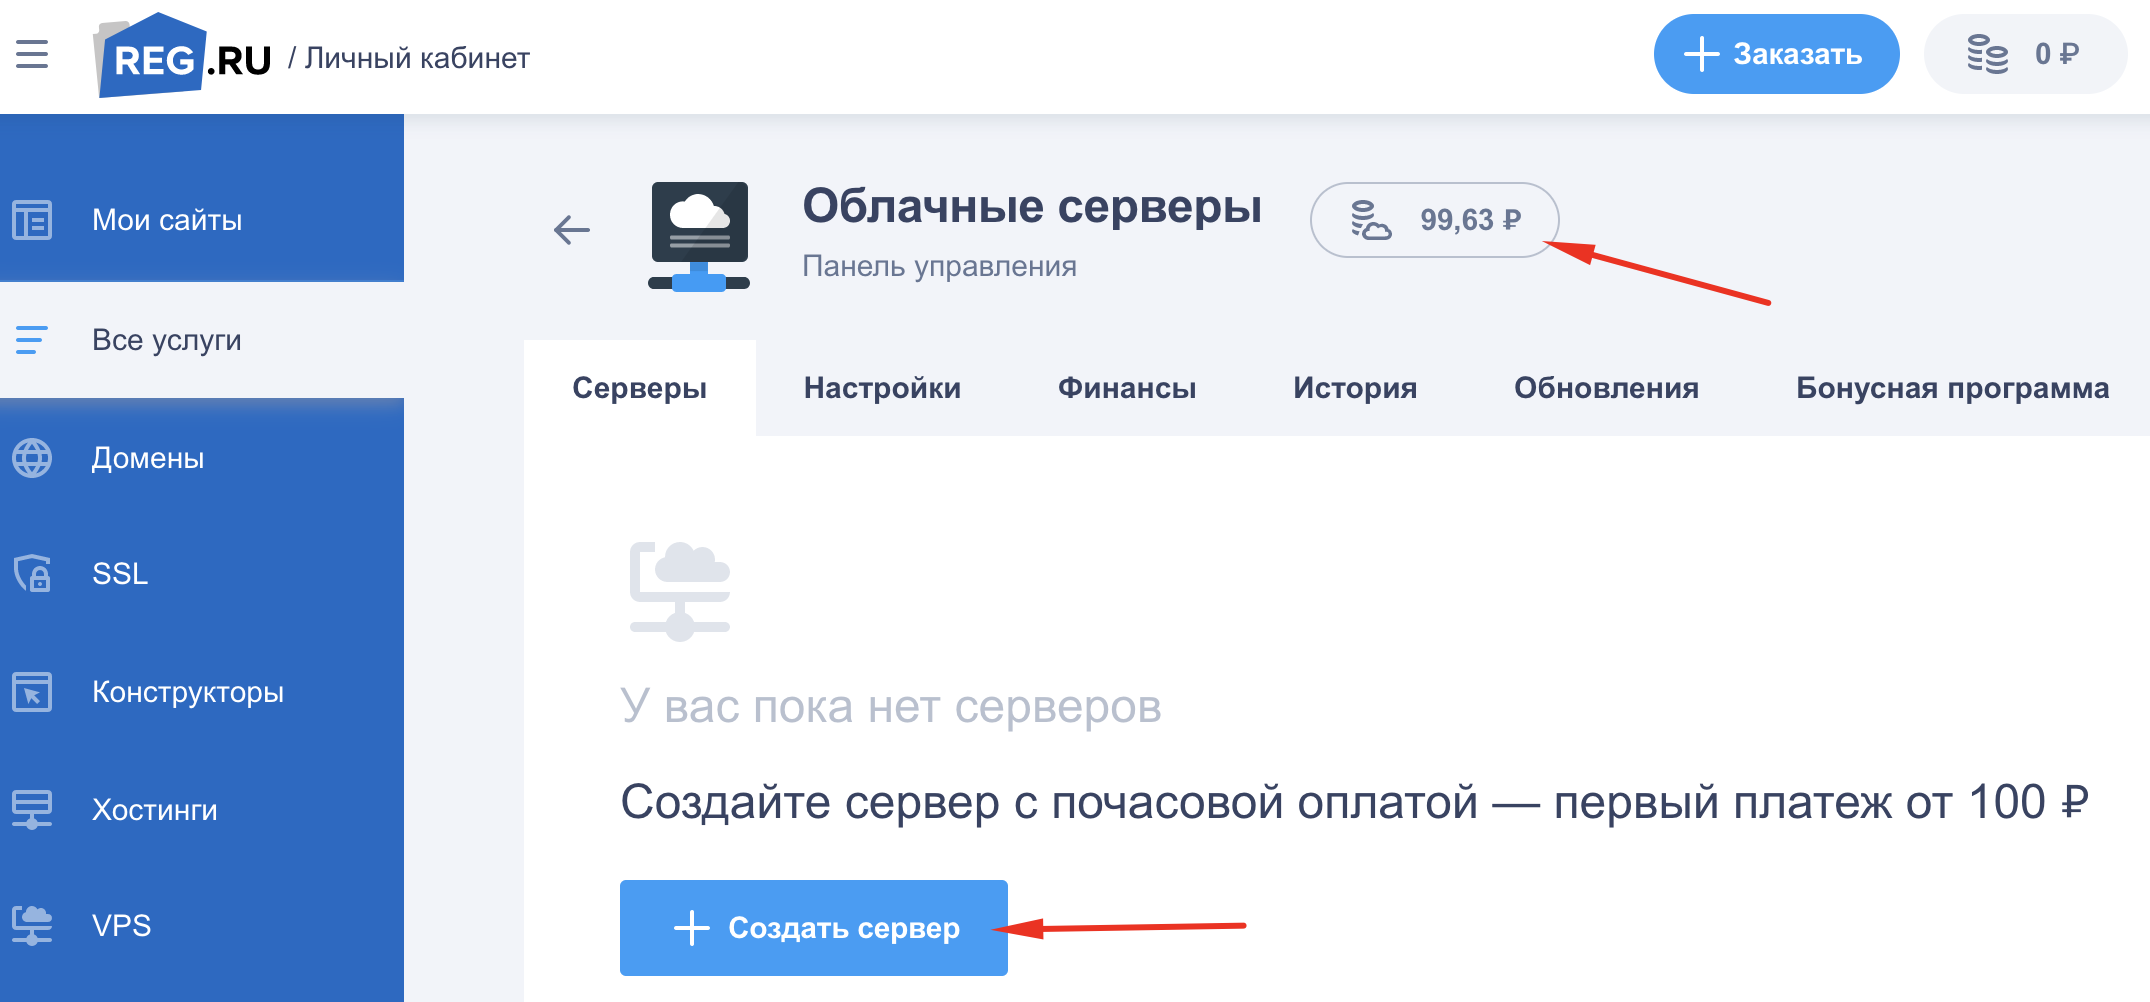 REG.RU / Личный кабинет
Заказать
0 ₽
Мои сайты
Все услуги
Домены
SSL
Конструкторы
Хостинги
VPS
Облачные серверы
99,63 ₽
Панель управления
Серверы Настройки Финансы История Обновления Бонусная программа
У вас пока нет серверов
Создайте сервер с почасовой оплатой — первый платеж от 100 ₽
Создать сервер